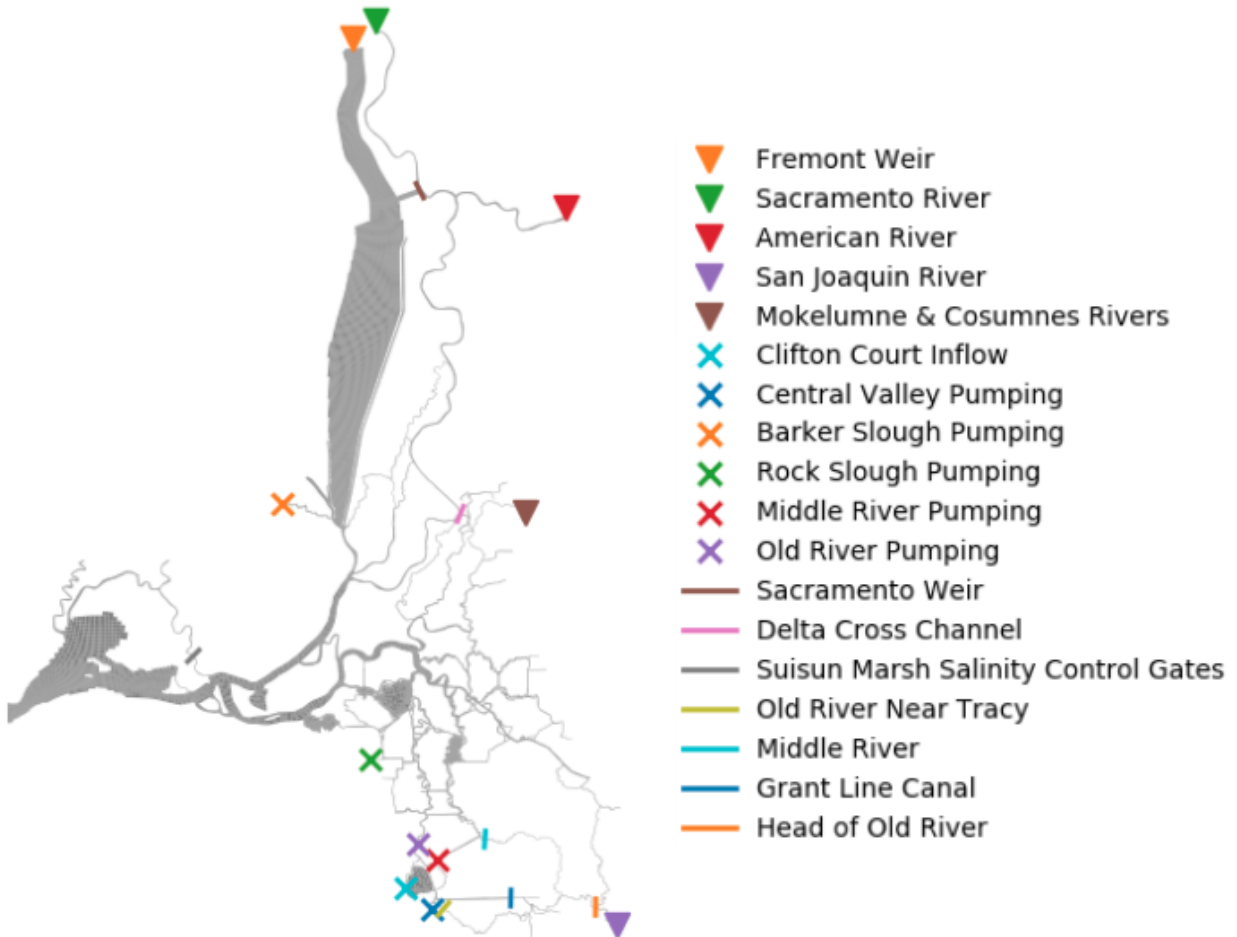 Fremont Weir
Sacramento River
American River
San Joaquin River
Mokelumne & Cosumnes Rivers
Clifton Court Inflow
Central Valley Pumping
Barker Slough Pumping
Rock Slough Pumping
Middle River Pumping
Old River Pumping
Sacramento Weir
Delta Cross Channel
Suisun Marsh Salinity Control Gates
Old River Near Tracy
Middle River
Grant Line Canal
Head of Old River